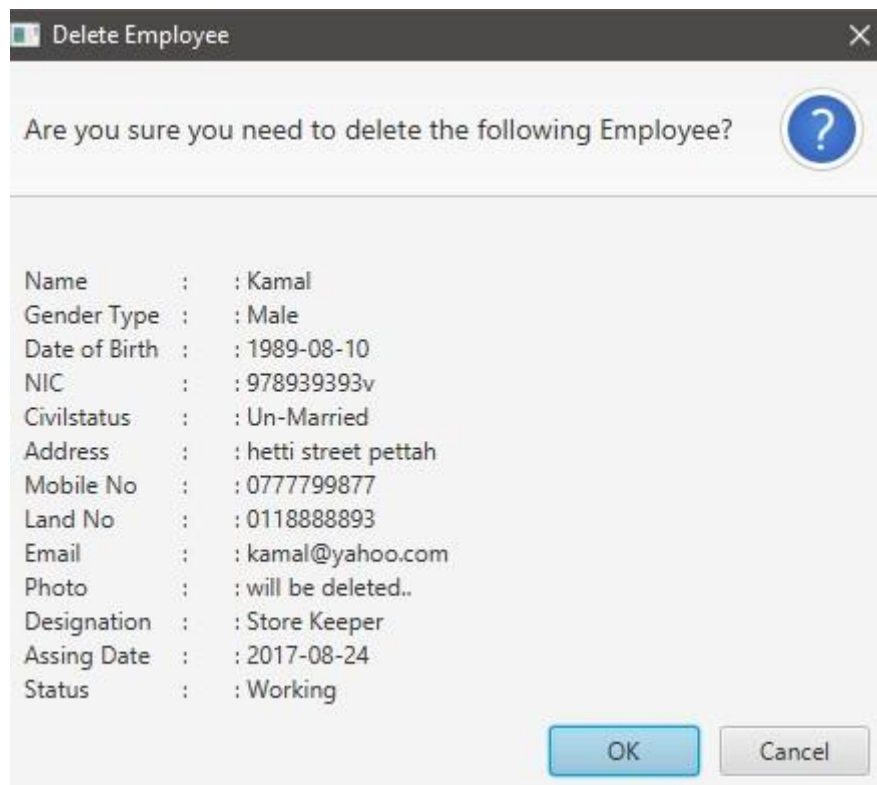 Delete Employee
Are you sure you need to delete the following Employee?
?
Name : : Kamal
Gender Type : : Male
Date of Birth : : 1989-08-10
NIC : : 978939393v
Civilstatus : : Un-Married
Address : : hetti street pettah
Mobile No : : 0777799877
Land No : : 0118888893
Email : : kamal@yahoo.com
Photo : : will be deleted..
Designation : : Store Keeper
Assing Date : : 2017-08-24
Status : : Working
OK Cancel